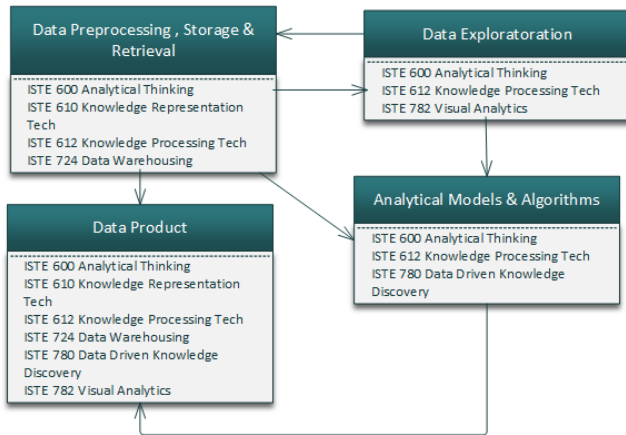 Data Preprocessing , Storage &
Retrieval
ISTE 600 Analytical Thinking
ISTE 610 Knowledge Representation
Tech
ISTE 612 Knowledge Processing Tech
ISTE 724 Data Warehousing
Data Exploratoration
ISTE 600 Analytical Thinking
ISTE 612 Knowledge Processing Tech
ISTE 782 Visual Analytics
Data Product
ISTE 600 Analytical Thinking
ISTE 610 Knowledge Representation
Tech
ISTE 612 Knowledge Processing Tech
ISTE 724 Data Warehousing
ISTE 780 Data Driven Knowledge
Discovery
ISTE 782 Visual Analytics
Analytical Models & Algorithms
ISTE 600 Analytical Thinking
ISTE 612 Knowledge Processing Tech
ISTE 780 Data Driven Knowledge
Discovery